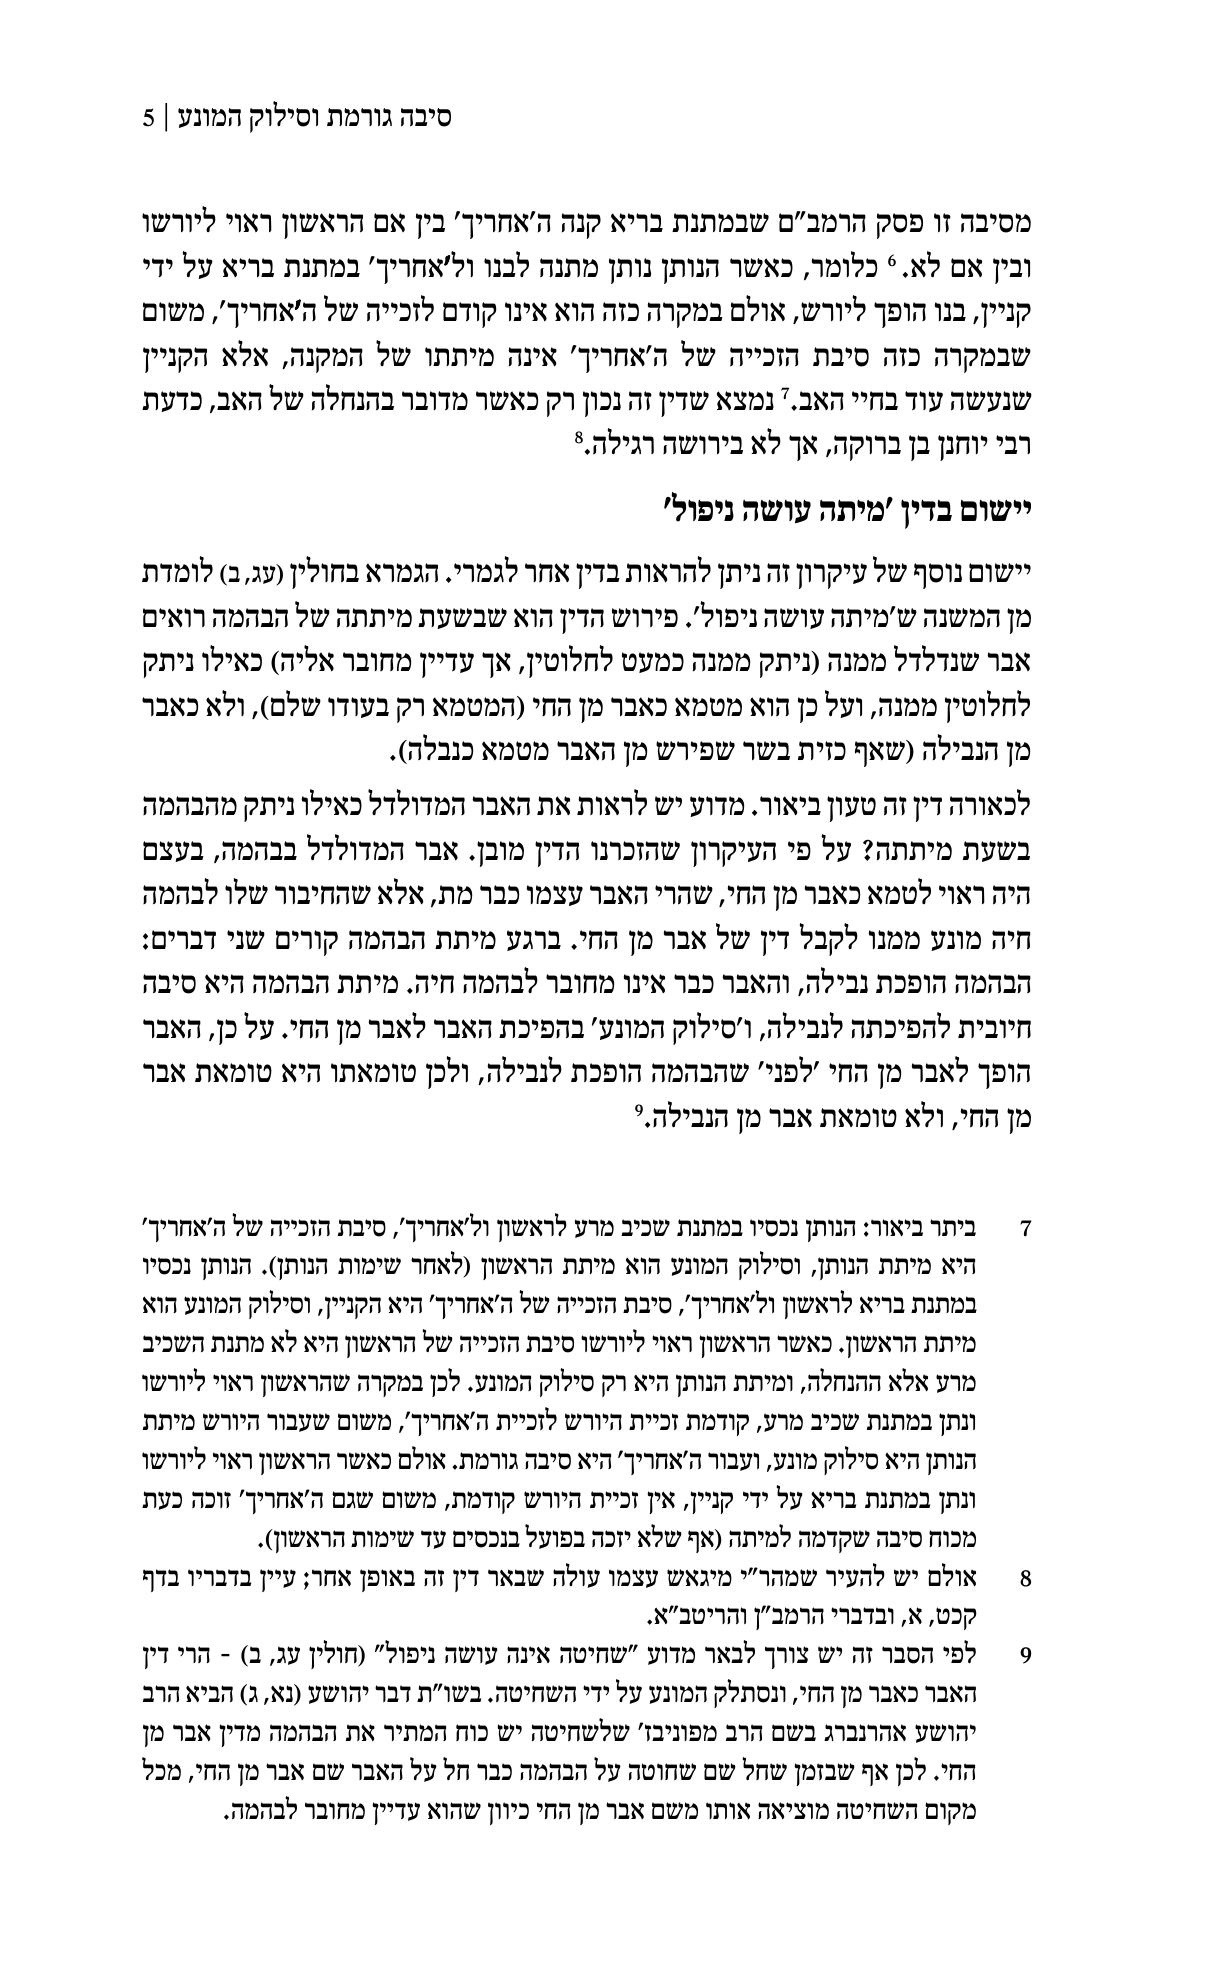 סיבה גורמת וסילוק המונע | 5
מסיבה זו פסק הרמב"ם שבמתנת בריא קנה ה'אחריך' בין אם הראשון ראוי ליורשו
ובין אם לא. 6 כלומר, כאשר הנותן נותן מתנה לבנו ול'אחריך' במתנת בריא על ידי
קניין, בנו הופך ליורש, אולם במקרה כזה הוא אינו קודם לזכייה של ה'אחריך', משום
שבמקרה כזה סיבת הזכייה של ה'אחריך' אינה מיתתו של המקנה, אלא הקניין
שנעשה עוד בחיי האב.7 נמצא שדין זה נכון רק כאשר מדובר בהנחלה של האב, כדעת
רבי יוחנן בן ברוקה, אך לא בירושה רגילה.8
יישום בדין 'מיתה עושה ניפול'
יישום נוסף של עיקרון זה ניתן להראות בדין אחר לגמרי. הגמרא בחולין (עג, ב) לומדת
מן המשנה ש'מיתה עושה ניפול'. פירוש הדין הוא שבשעת מיתתה של הבהמה רואים
אבר שנדלדל ממנה (ניתק ממנה כמעט לחלוטין, אך עדיין מחובר אליה) כאילו ניתק
לחלוטין ממנה, ועל כן הוא מטמא כאבר מן החי (המטמא רק בעודו שלם), ולא כאבר
מן הנבילה (שאף כזית בשר שפירש מן האבר מטמא כנבלה).
לכאורה דין זה טעון ביאור. מדוע יש לראות את האבר המדולדל כאילו ניתק מהבהמה
בשעת מיתתה? על פי העיקרון שהזכרנו הדין מובן. אבר המדולדל בבהמה, בעצם
היה ראוי לטמא כאבר מן החי, שהרי האבר עצמו כבר מת, אלא שהחיבור שלו לבהמה
חיה מונע ממנו לקבל דין של אבר מן החי. ברגע מיתת הבהמה קורים שני דברים:
הבהמה הופכת נבילה, והאבר כבר אינו מחובר לבהמה חיה. מיתת הבהמה היא סיבה
חיובית להפיכתה לנבילה, ו'סילוק המונע' בהפיכת האבר לאבר מן החי. על כן, האבר
הופך לאבר מן החי 'לפני' שהבהמה הופכת לנבילה, ולכן טומאתו היא טומאת אבר
מן החי, ולא טומאת אבר מן הנבילה.9
7 ביתר ביאור: הנותן נכסיו במתנת שכיב מרע לראשון ול'אחריך', סיבת הזכייה של ה'אחריך'
היא מיתת הנותן, וסילוק המונע הוא מיתת הראשון (לאחר שימות הנותן). הנותן נכסיו
במתנת בריא לראשון ול'אחריך', סיבת הזכייה של ה'אחריך' היא הקניין, וסילוק המונע הוא
מיתת הראשון. כאשר הראשון ראוי ליורשו סיבת הזכייה של הראשון היא לא מתנת השכיב
מרע אלא ההנחלה, ומיתת הנותן היא רק סילוק המונע. לכן במקרה שהראשון ראוי ליורשו
ונתן במתנת שכיב מרע, קודמת זכיית היורש לזכיית ה'אחריך', משום שעבור היורש מיתת
הנותן היא סילוק מונע, ועבור ה'אחריך' היא סיבה גורמת. אולם כאשר הראשון ראוי ליורשו
ונתן במתנת בריא על ידי קניין, אין זכיית היורש קודמת, משום שגם ה'אחריך' זוכה כעת
מכוח סיבה שקדמה למיתה (אף שלא יזכה בפועל בנכסים עד שימות הראשון).
8 אולם יש להעיר שמהר"י מיגאש עצמו עולה שבאר דין זה באופן אחר; עיין בדבריו בדף
קכט, א, ובדברי הרמב"ן והריטב"א.
9 לפי הסבר זה יש צורך לבאר מדוע "שחיטה אינה עושה ניפול" (חולין עג, ב) - הרי דין
האבר כאבר מן החי, ונסתלק המונע על ידי השחיטה. בשו"ת דבר יהושע (נא, ג) הביא הרב
יהושע אהרנברג בשם הרב מפוניבז' שלשחיטה יש כוח המתיר את הבהמה מדין אבר מן
החי. לכן אף שבזמן שחל שם שחוטה על הבהמה כבר חל על האבר שם אבר מן החי, מכל
מקום השחיטה מוציאה אותו משם אבר מן החי כיוון שהוא עדיין מחובר לבהמה.